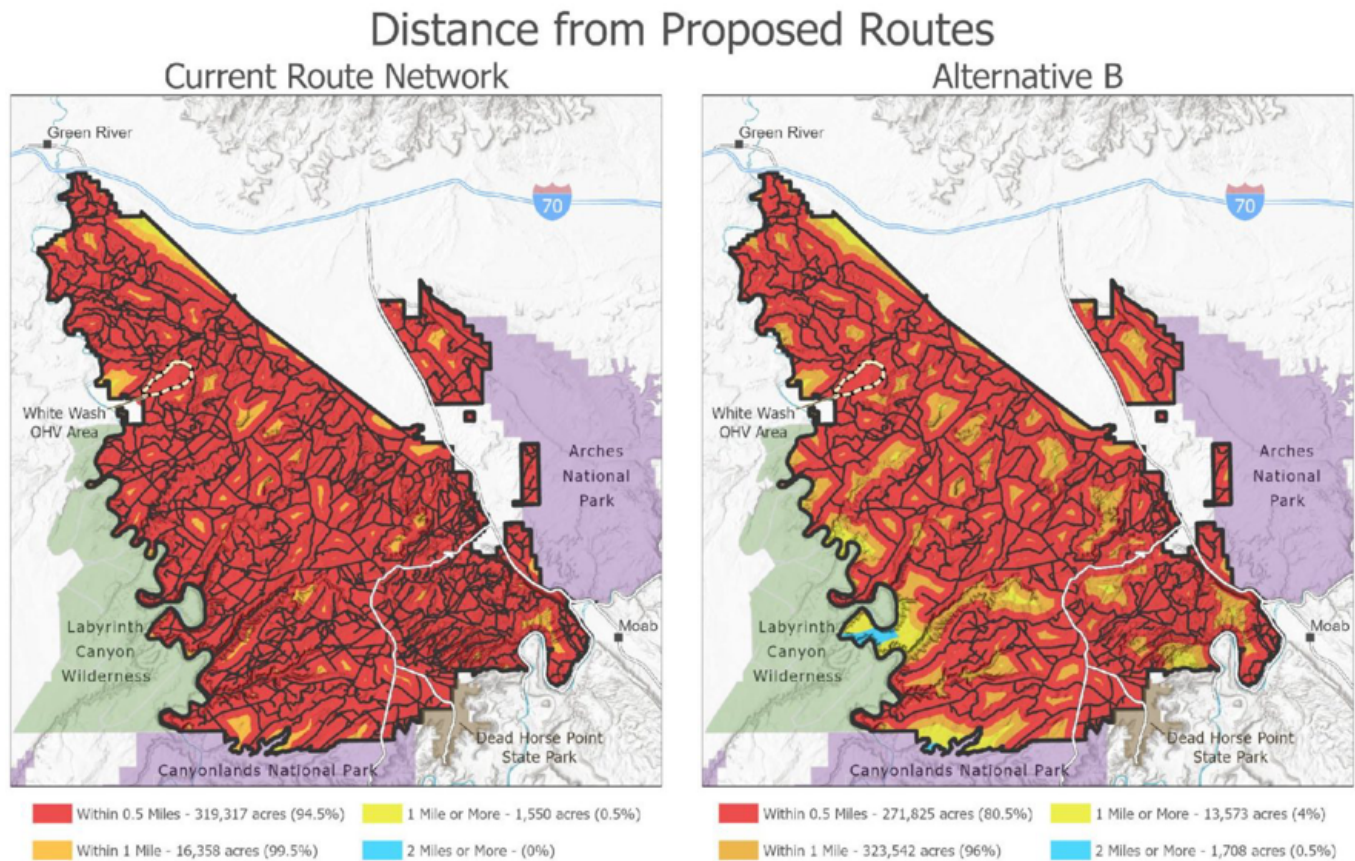 Distance from Proposed Routes
Current Route Network
Alternative B
Green River
70
White Wash
OHV Area
Arches
National
Park
Labyrinth
Canyon
Wilderness
Moab
Dead Horse Point
State Park
Canyonlands National Park
Green River
70
White Wash
OHV Area
Arches
National
Park
Labyrinth
Canyon
Wilderness
Moab
Dead Horse Point
State Park
Canyonlands National Park
Within 0.5 Miles - 319,317 acres (94.5%)
1 Mile or More - 1,550 acres (0.5%)
Within 1 Mile - 16,358 acres (99.5%)
2 Miles or More - (0%)
Within 0.5 Miles - 271,825 acres (80.5%)
1 Mile or More - 13,573 acres (4%)
Within 1 Mile - 323,542 acres (96%)
2 Miles or More - 1,708 acres (0.5%)